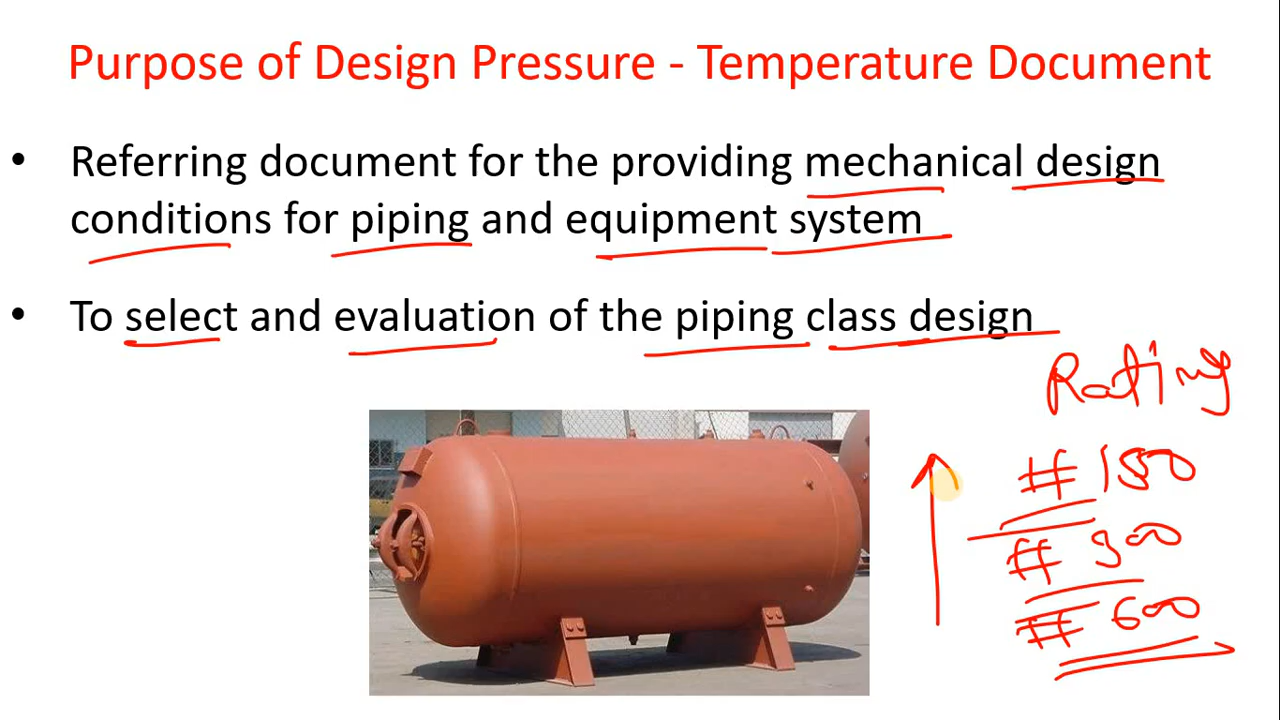 Purpose of Design Pressure - Temperature Document
• Referring document for the providing mechanical design
conditions for piping and equipment system
• To select and evaluation of the piping class design
Rating
# 150
# 300
# 600